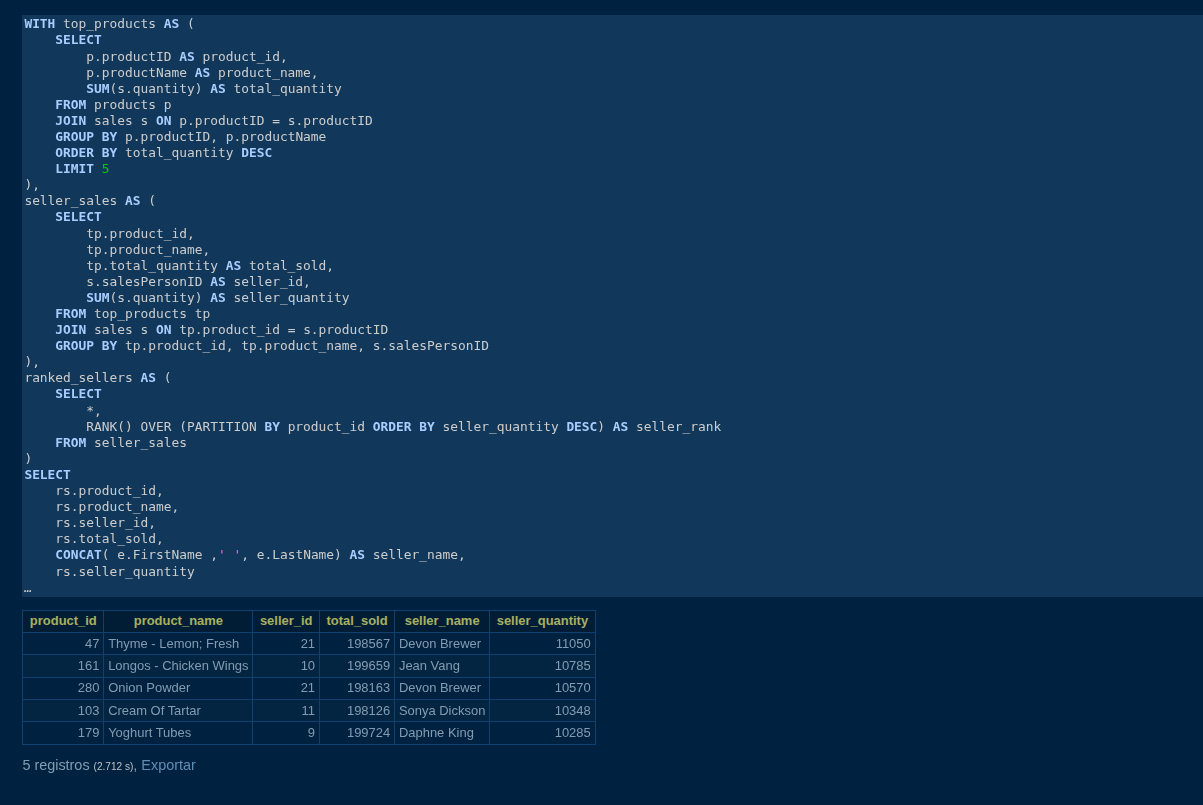 WITH top_products AS (
    SELECT
        p.productID AS product_id,
        p.productName AS product_name,
        SUM(s.quantity) AS total_quantity
    FROM products p
    JOIN sales s ON p.productID = s.productID
    GROUP BY p.productID, p.productName
    ORDER BY total_quantity DESC
    LIMIT 5
),
seller_sales AS (
    SELECT
        tp.product_id,
        tp.product_name,
        tp.total_quantity AS total_sold,
        s.salesPersonID AS seller_id,
        SUM(s.quantity) AS seller_quantity
    FROM top_products tp
    JOIN sales s ON tp.product_id = s.productID
    GROUP BY tp.product_id, tp.product_name, s.salesPersonID
),
ranked_sellers AS (
    SELECT
        *,
        RANK() OVER (PARTITION BY product_id ORDER BY seller_quantity DESC) AS seller_rank
    FROM seller_sales
)
SELECT
    rs.product_id,
    rs.product_name,
    rs.seller_id,
    rs.total_sold,
    CONCAT( e.FirstName ,' ', e.LastName) AS seller_name,
    rs.seller_quantity
…
product_id product_name seller_id total_sold seller_name seller_quantity
47 Thyme - Lemon; Fresh 21 198567 Devon Brewer 11050
161 Longos - Chicken Wings 10 199659 Jean Vang 10785
280 Onion Powder 21 198163 Devon Brewer 10570
103 Cream Of Tartar 11 198126 Sonya Dickson 10348
179 Yoghurt Tubes 9 199724 Daphne King 10285
5 registros (2.712 s), Exportar